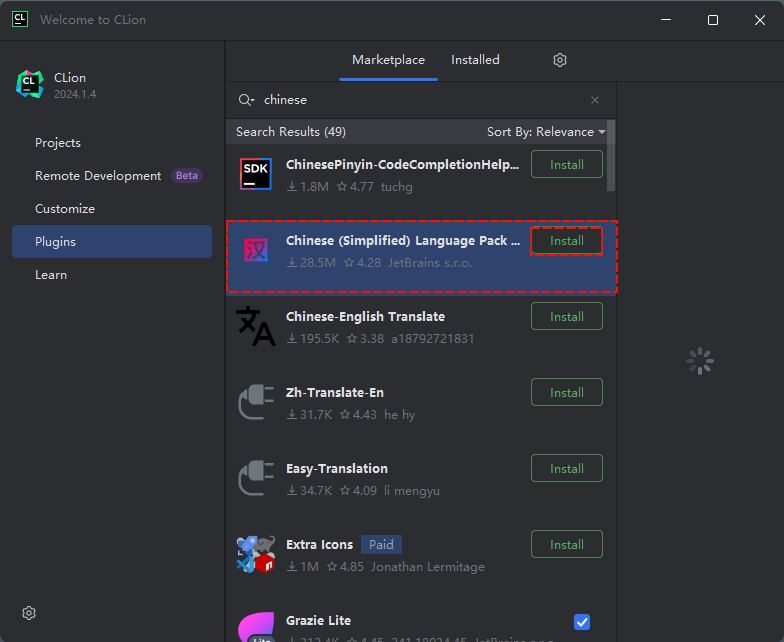 CL Welcome to CLion
Marketplace Installed
CL CLion
2024.1.4
chinese
Search Results (49) Sort By: Relevance
Projects
Remote Development Beta
Customize
Plugins
Learn
SDK ChinesePinyin-CodeCompletionHelp... Install
1.8M 4.77 tuchg
汉 Chinese (Simplified) Language Pack ... Install
28.5M 4.28 JetBrains s.r.o.
Chinese-English Translate Install
195.5K 3.38 a18792721831
Zh-Translate-En Install
31.7K 4.43 he hy
Easy-Translation Install
34.7K 4.09 li mengyu
Extra Icons Paid Install
1M 4.85 Jonathan Lermitage
Grazie Lite